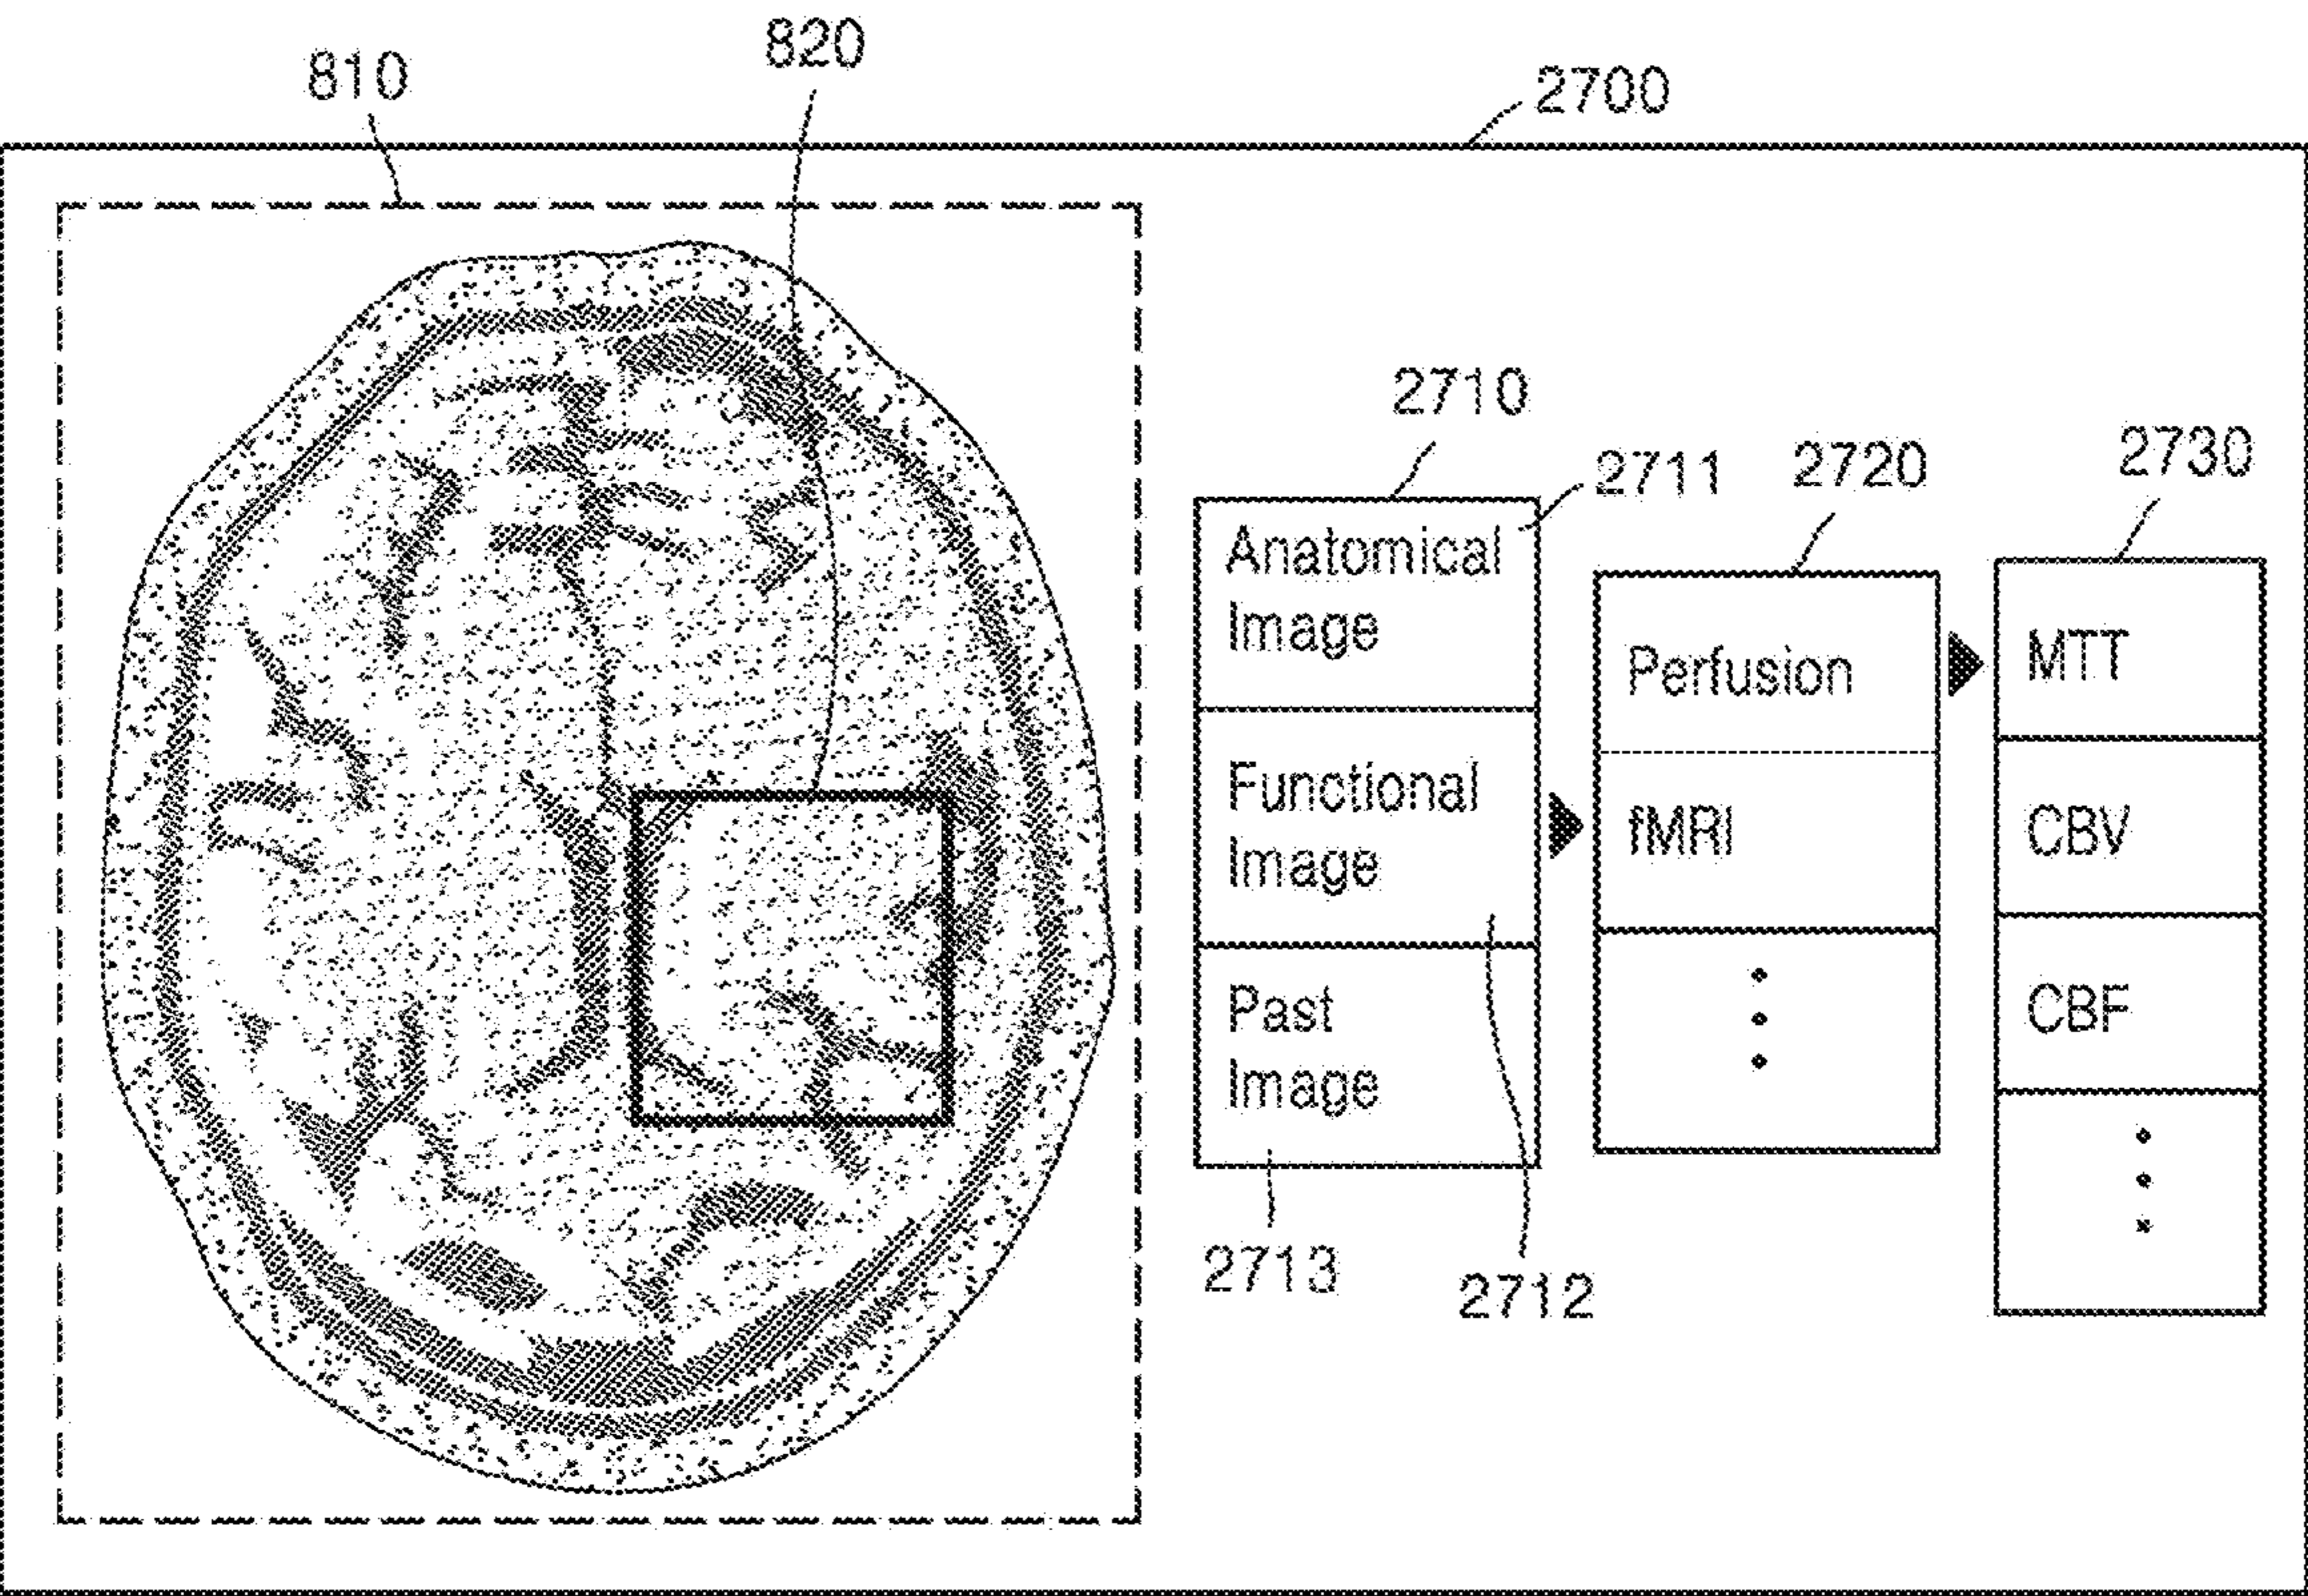 820
810
2700
2710
2711
2720
2730
Anatomical
Image
Functional
Image
Past
Image
Perfusion
fMRI
MTT
CBV
CBF
2713
2712